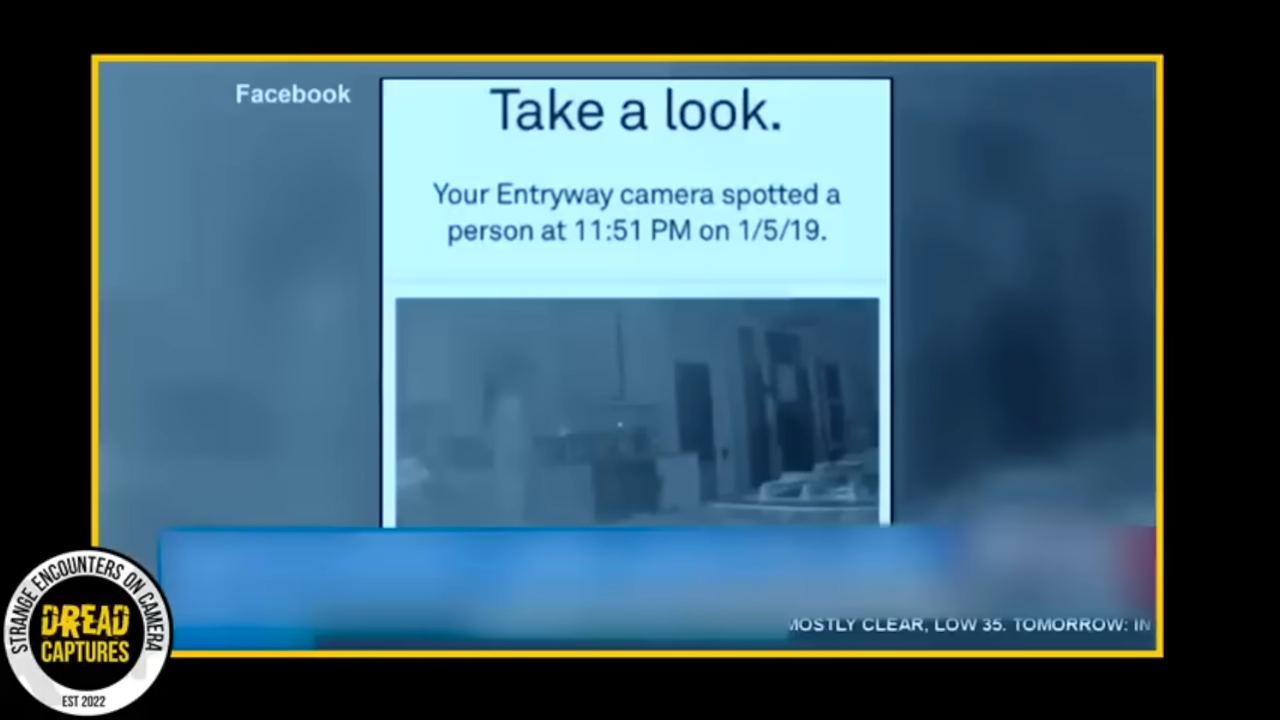 Facebook
Take a look.
Your Entryway camera spotted a
person at 11:51 PM on 1/5/19.
MOSTLY CLEAR, LOW 35. TOMORROW: IN
STRANGE ENCOUNTERS ON CAMERA
DREAD
CAPTURES
EST 2022